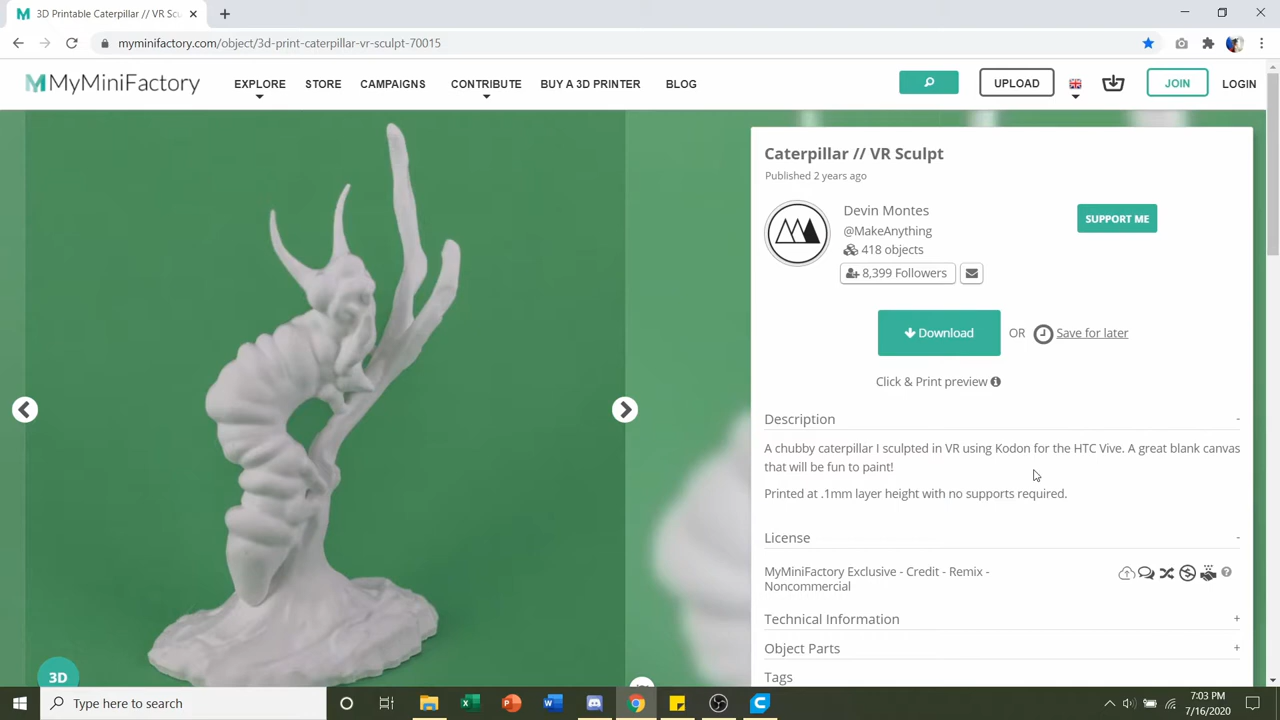 3D Printable Caterpillar // VR Scu
myminifactory.com/object/3d-print-caterpillar-vr-sculpt-70015
MyMiniFactory
EXPLORE
STORE
CAMPAIGNS
CONTRIBUTE
BUY A 3D PRINTER
BLOG
UPLOAD
JOIN
LOGIN
Caterpillar // VR Sculpt
Published 2 years ago
Devin Montes
@MakeAnything
418 objects
8,399 Followers
SUPPORT ME
Download
OR
Save for later
Click & Print preview
Description
-
A chubby caterpillar I sculpted in VR using Kodon for the HTC Vive. A great blank canvas
that will be fun to paint!
Printed at .1mm layer height with no supports required.
License
-
MyMiniFactory Exclusive - Credit - Remix -
Noncommercial
Technical Information
+
Object Parts
+
Tags
3D
Type here to search
7:03 PM
7/16/2020